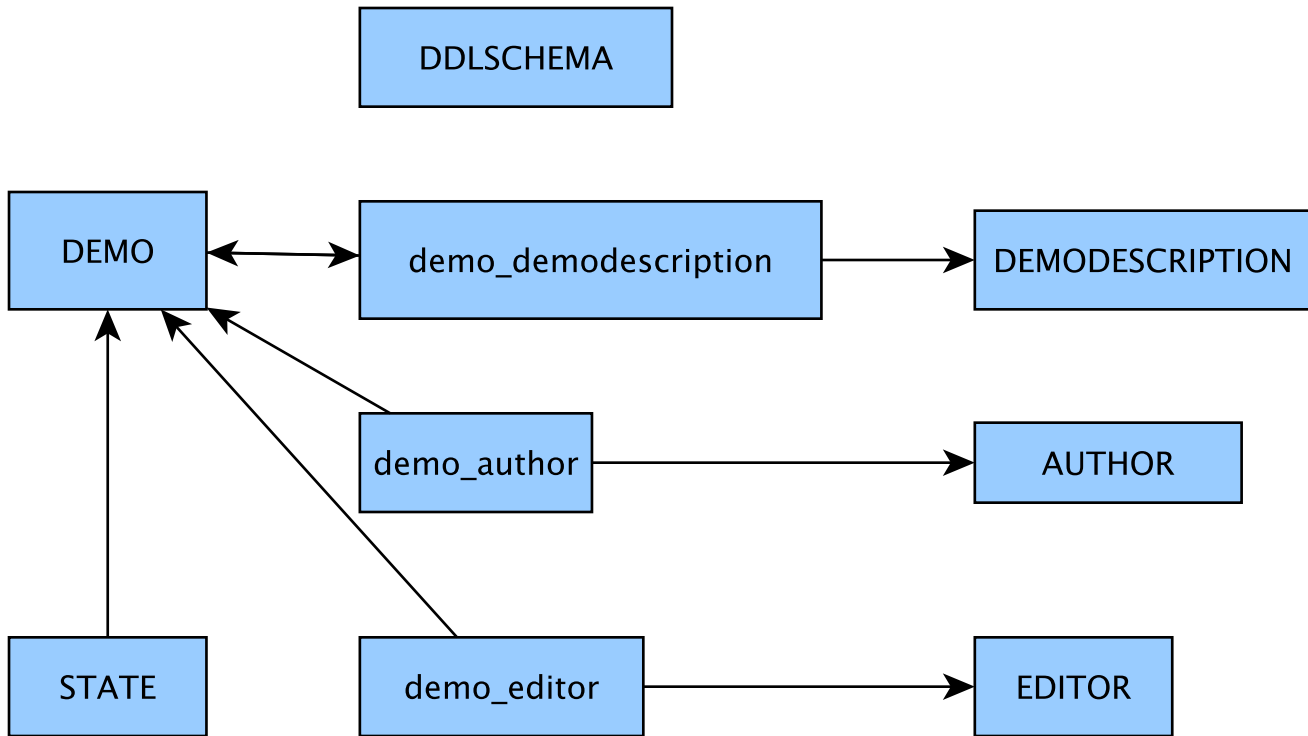 DDLSCHEMA
DEMO
demo_demodescription
DEMODESCRIPTION
demo_author
AUTHOR
STATE
demo_editor
EDITOR